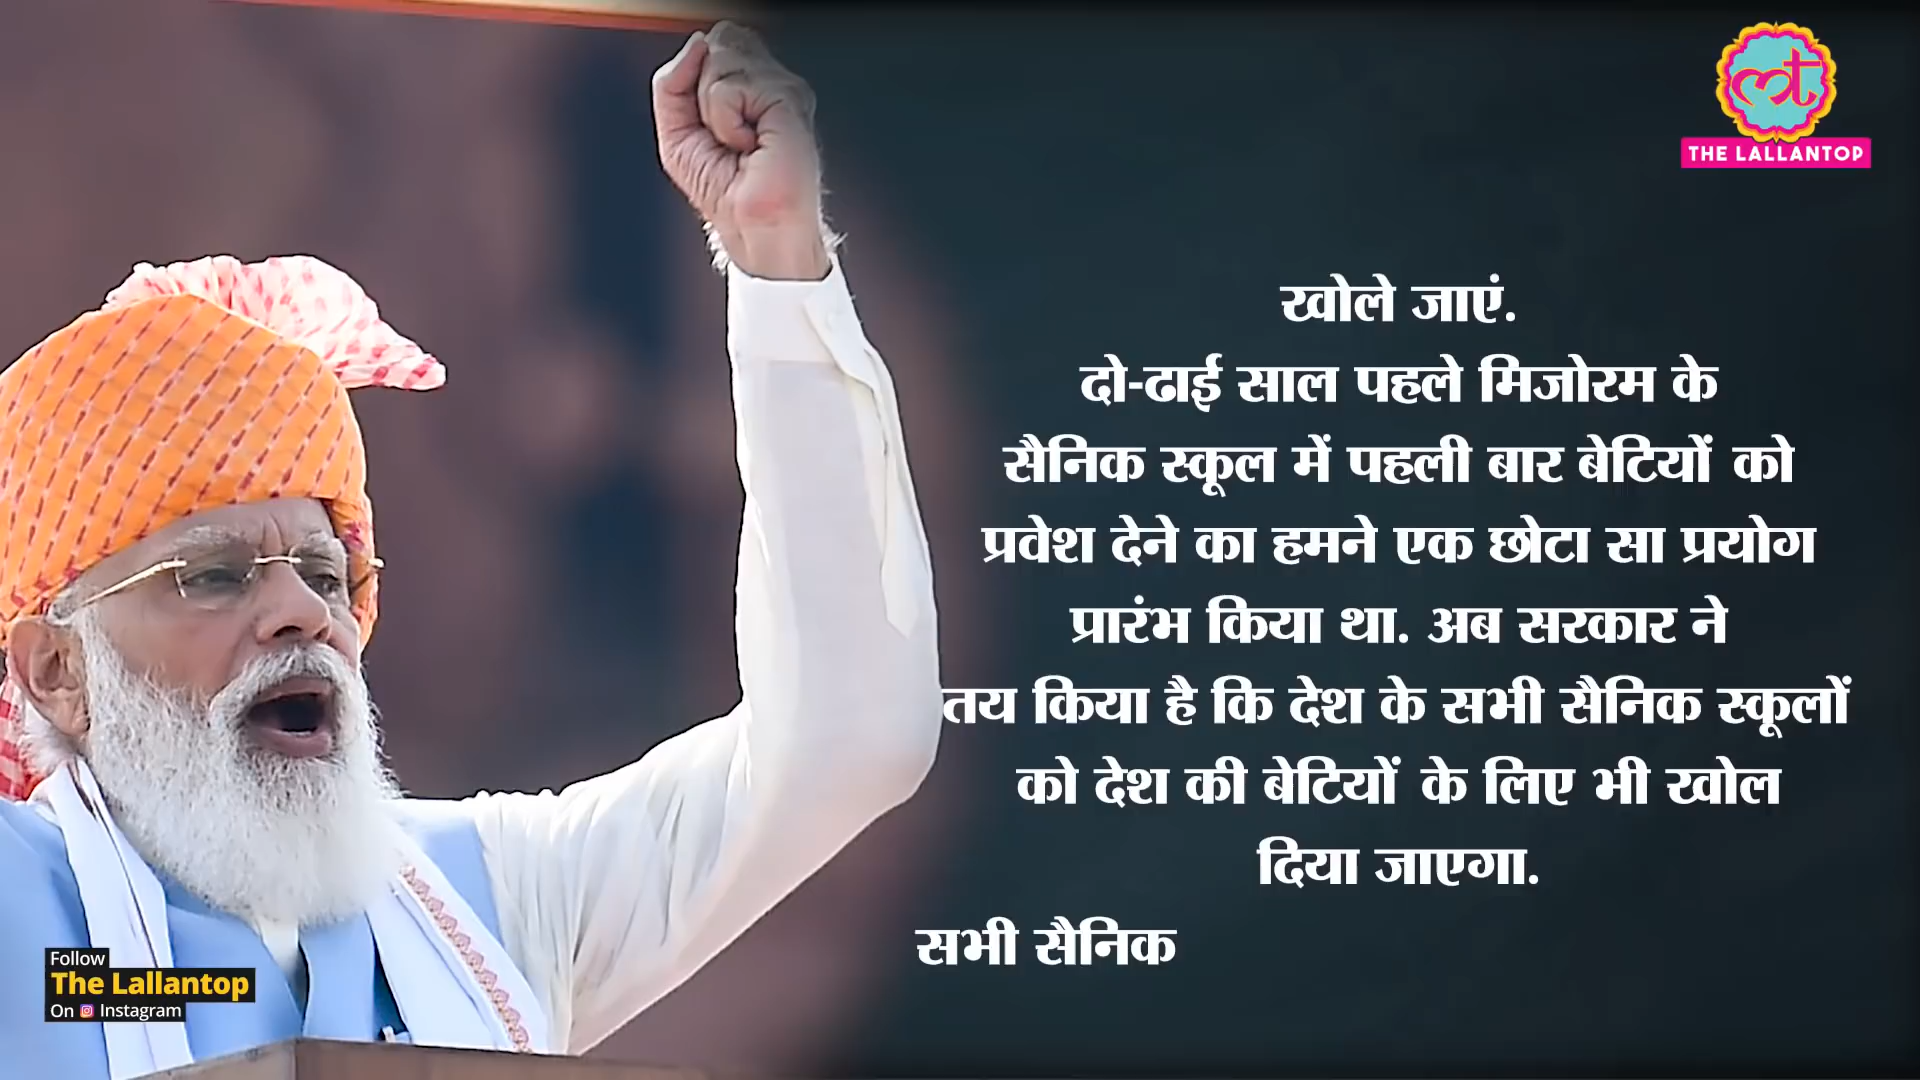 THE LALLANTOP
खोले जाएं.
दो-ढाई साल पहले मिजोरम के
सैनिक स्कूल में पहली बार बेटियों को
प्रवेश देने का हमने एक छोटा सा प्रयोग
प्रारंभ किया था. अब सरकार ने
तय किया है कि देश के सभी सैनिक स्कूलों
को देश की बेटियों के लिए भी खोल
दिया जाएगा.
सभी सैनिक
Follow
The Lallantop
On Instagram